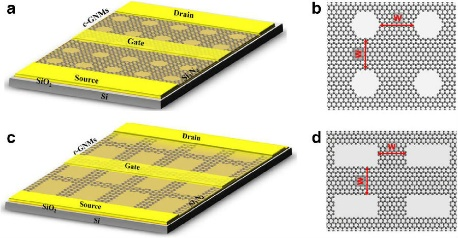 a
c-GNMs
Drain
Gate
Source
SiO₂
Si
b
W
W
c
r-GNMs
Drain
Gate
Source
SiO₂
Si
d
W
W